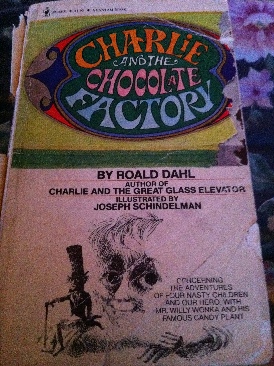 CHARLIE
AND THE
CHOCOLATE
FACTORY
BY ROALD DAHL
AUTHOR OF
CHARLIE AND THE GREAT GLASS ELEVATOR
ILLUSTRATED BY
JOSEPH SCHINDELMAN
CONCERNING
THE ADVENTURES
OF FOUR NASTY CHILDREN
AND OUR HERO, WITH
MR. WILLY WONKA AND HIS
FAMOUS CANDY PLANT